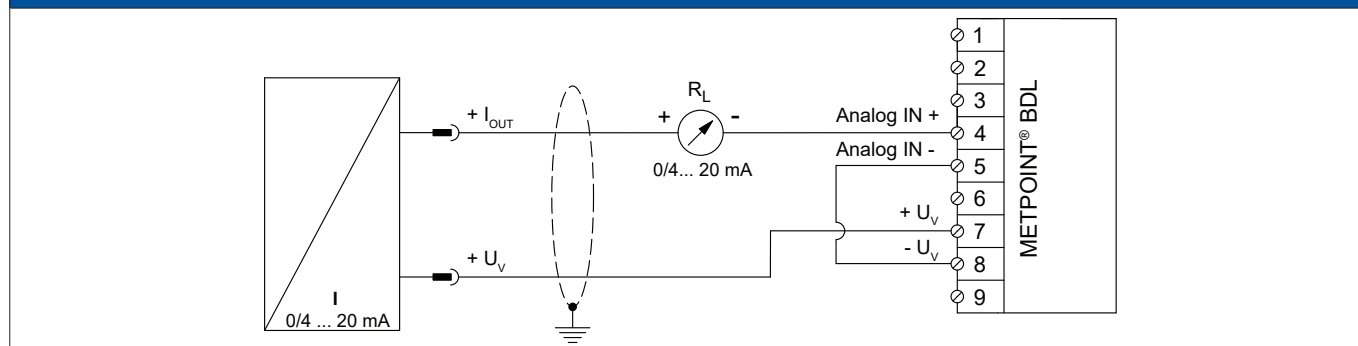 + I_OUT
R_L
+ -
0/4... 20 mA
Analog IN +
Analog IN -
+ U_V
- U_V
1
2
3
4
5
6
7
8
9
METPOINT® BDL
+ U_V
I
0/4 ... 20 mA